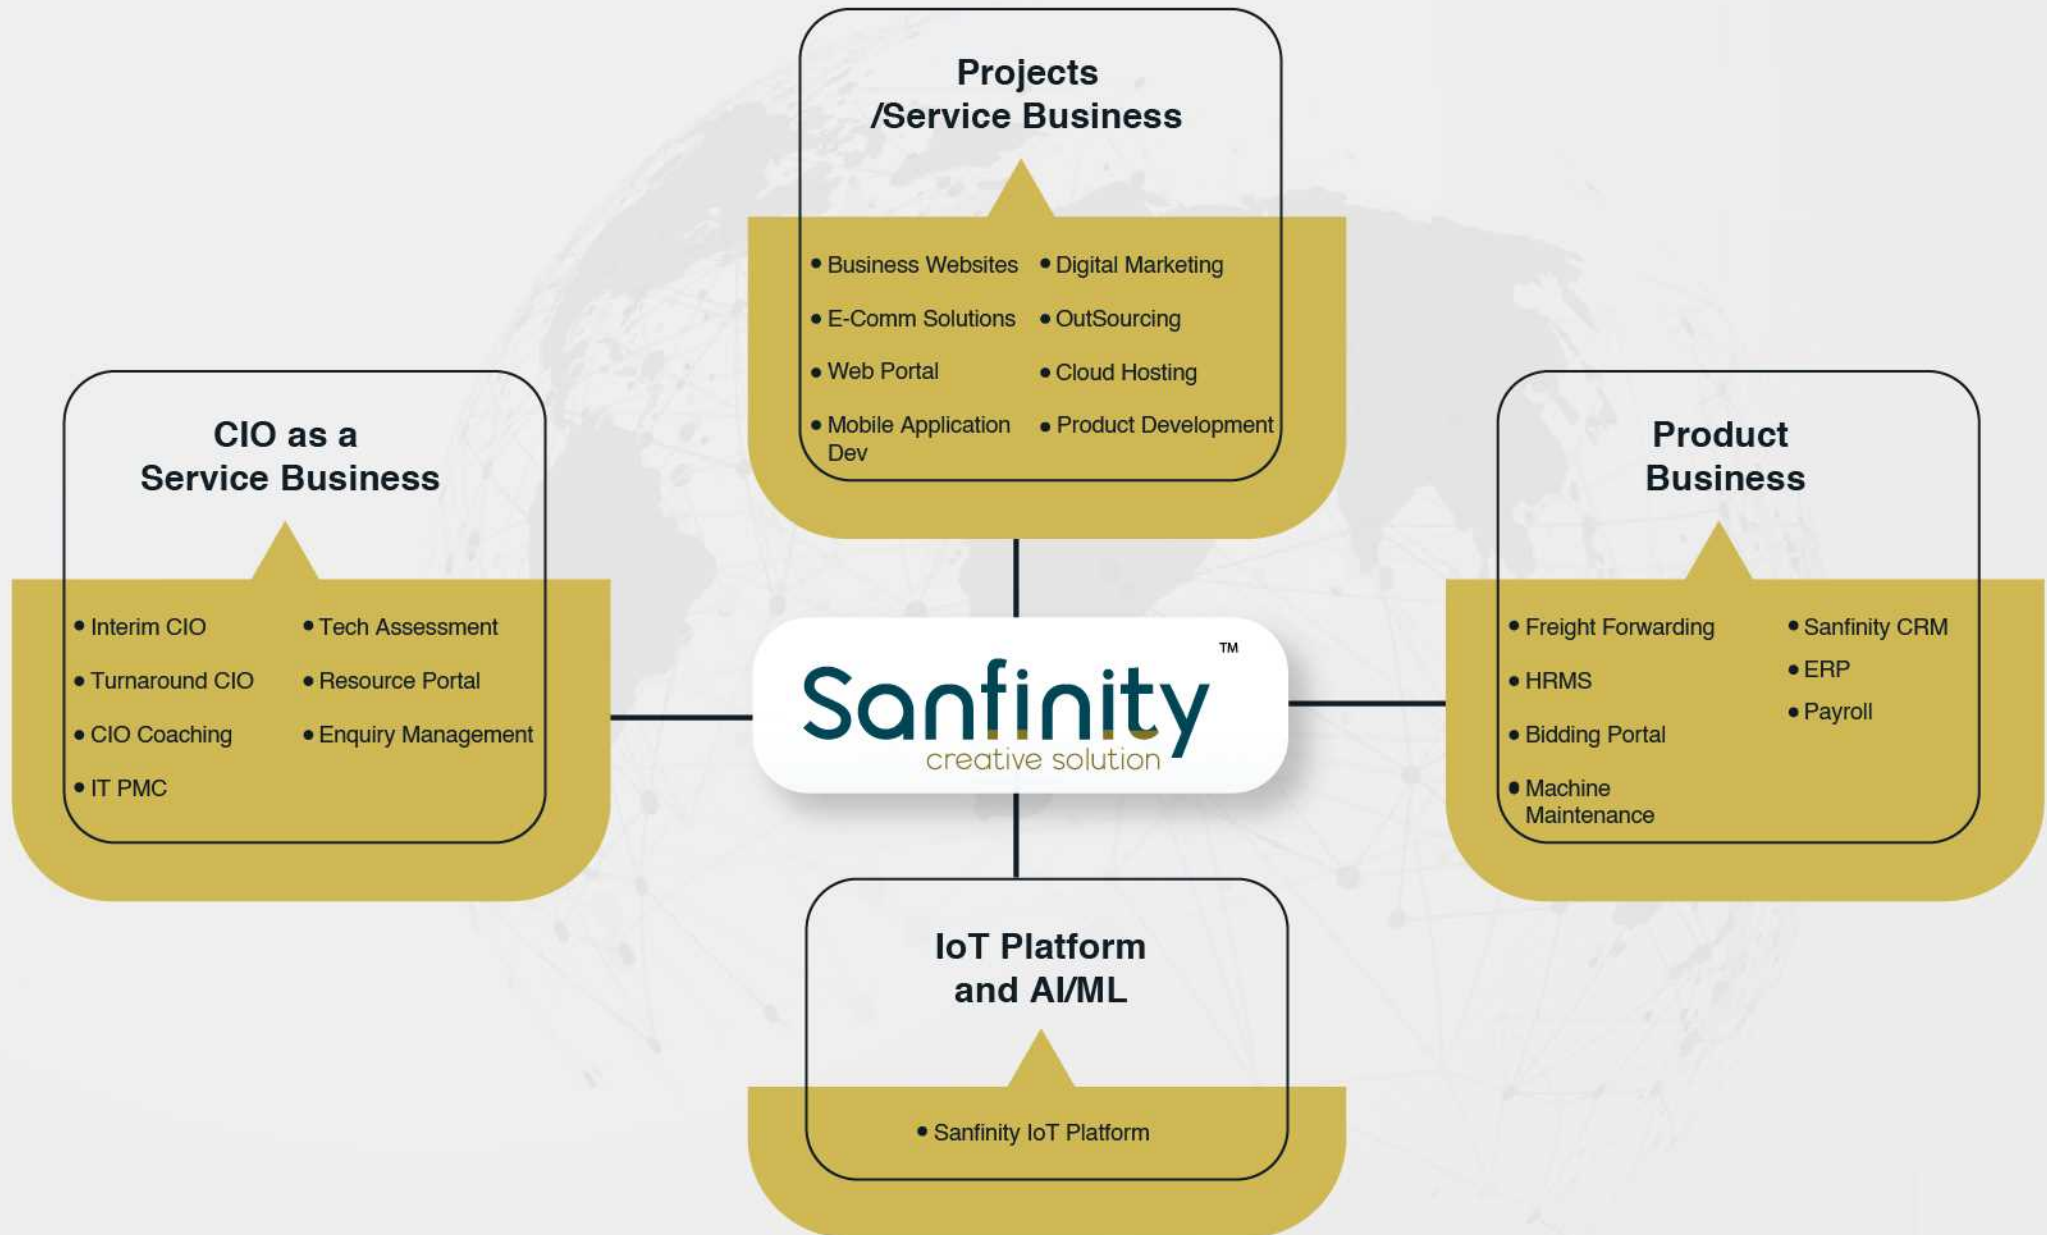 Projects
/Service Business
• Business Websites
• E-Comm Solutions
• Web Portal
• Mobile Application
Dev
• Digital Marketing
• OutSourcing
• Cloud Hosting
• Product Development
CIO as a
Service Business
• Interim CIO
• Turnaround CIO
• CIO Coaching
• IT PMC
• Tech Assessment
• Resource Portal
• Enquiry Management
Sanfinity TM
creative solution
Product
Business
• Freight Forwarding
• HRMS
• Bidding Portal
• Machine
Maintenance
• Sanfinity CRM
• ERP
• Payroll
IoT Platform
and AI/ML
• Sanfinity IoT Platform